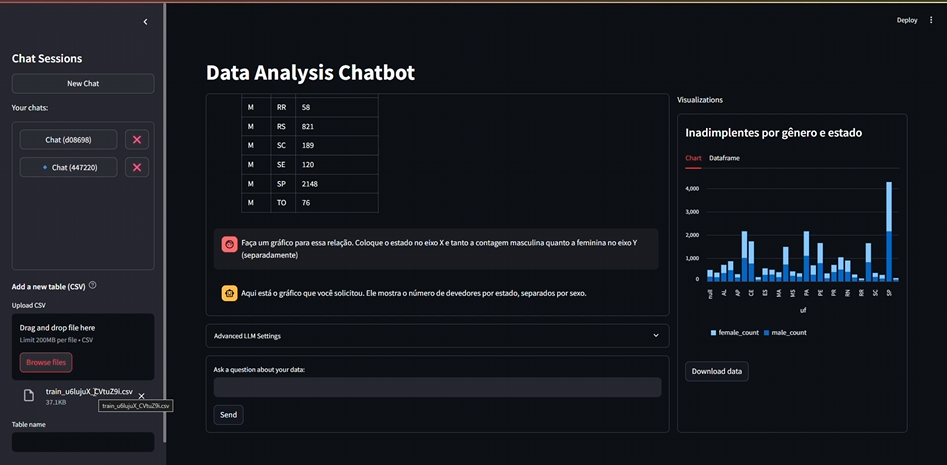 Deploy
Chat Sessions
New Chat
Your chats:
Chat (d08698)
Chat (447220)
Add a new table (CSV)
Upload CSV
Drag and drop file here
Limit 200MB per file • CSV
Browse files
train_u6lujuX_CVtuZ9i.csv
37.1KB
train_u6lujuX_CVtuZ9i.csv
Table name
Data Analysis Chatbot
M RR 58
M RS 821
M SC 189
M SE 120
M SP 2148
M TO 76
Faça um gráfico para essa relação. Coloque o estado no eixo X e tanto a contagem masculina quanto a feminina no eixo Y
(separadamente)
Aqui está o gráfico que você solicitou. Ele mostra o número de devedores por estado, separados por sexo.
Advanced LLM Settings
Ask a question about your data:
Send
Visualizations
Inadimplentes por gênero e estado
Chart Dataframe
4,000
3,000
2,000
1,000
0
null AL AP CE ES MA MS PA PE PR RN RR SC SP
uf
female_count male_count
Download data